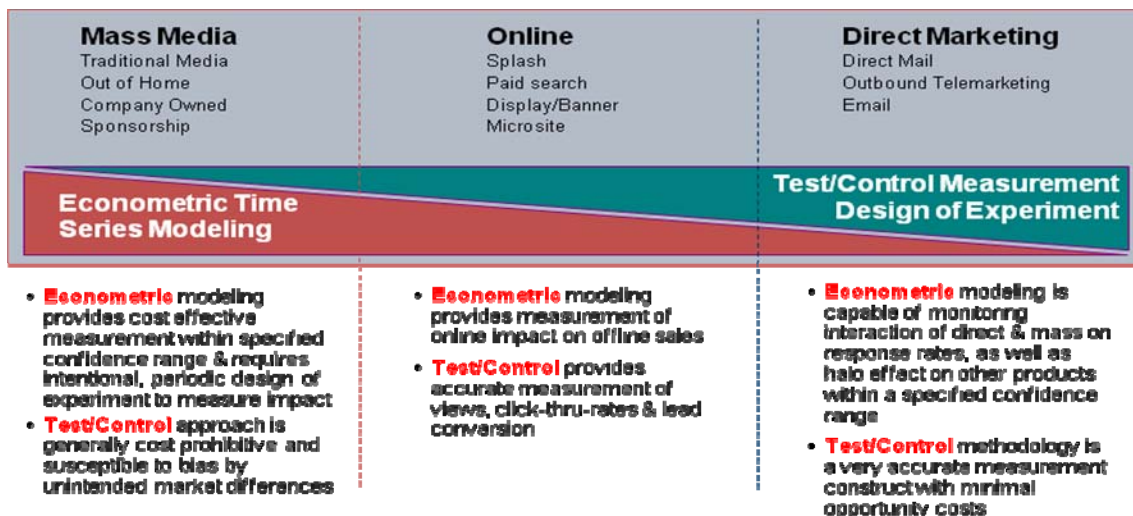 Mass Media
Traditional Media
Out of Home
Company Owned
Sponsorship
Online
Splash
Paid search
Display/Banner
Microsite
Direct Marketing
Direct Mail
Outbound Telemarketing
Email
Econometric Time
Series Modeling
Test/Control Measurement
Design of Experiment
• Econometric modeling
provides cost effective
measurement within specified
confidence range & requires
intentional, periodic design of
experiment to measure impact
• Test/Control approach is
generally cost prohibitive and
susceptible to bias by
unintended market differences
• Econometric modeling
provides measurement of
online impact on offline sales
• Test/Control provides
accurate measurement of
views, click-thru-rates & lead
conversion
• Econometric modeling is
capable of monitoring
interaction of direct & mass on
response rates, as well as
halo effect on other products
within a specified confidence
range
• Test/Control methodology is
a very accurate measurement
construct with minimal
opportunity costs